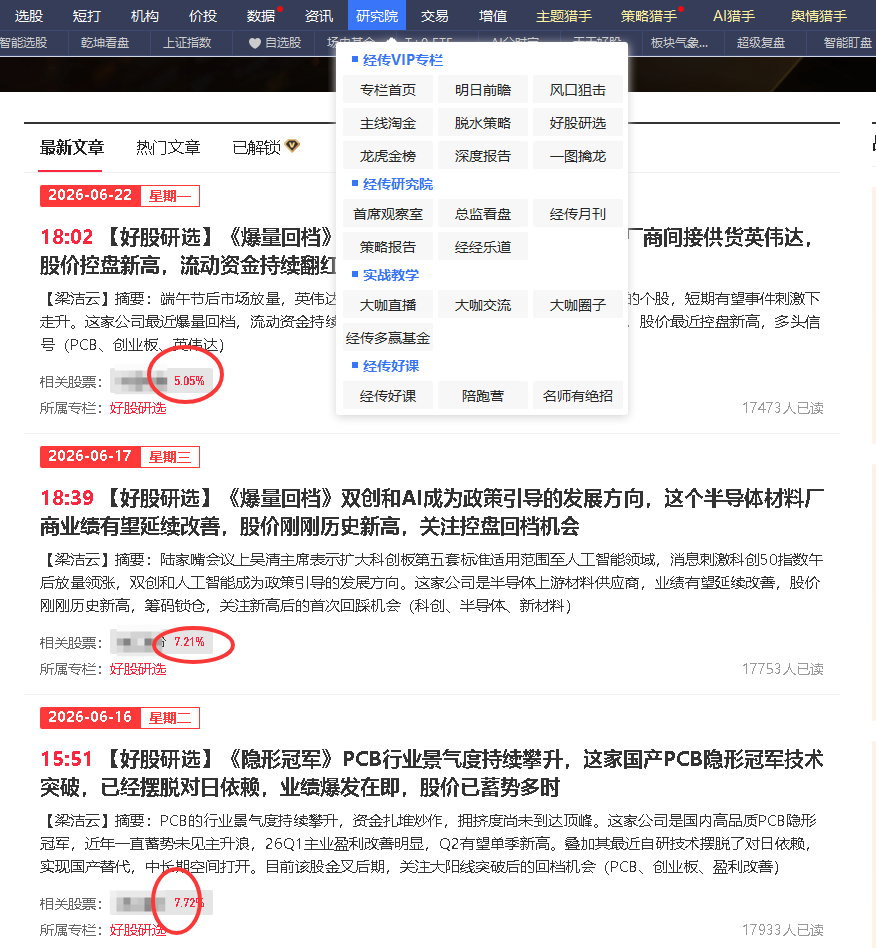 选股 短打 机构 价投 数据 资讯 研究院 交易 增值 主题猎手 策略猎手 AI猎手 舆情猎手
智能选股 乾坤看盘 上证指数 自选股 板块气象... 超级复盘 智能盯盘
经传VIP专栏
专栏首页 明日前瞻 风口狙击
主线淘金 脱水策略 好股研选
龙虎金榜 深度报告 一图擒龙
经传研究院
首席观察室 总监看盘 经传月刊
策略报告 经经乐道
实战教学
大咖直播 大咖交流 大咖圈子
经传多赢基金
经传好课
经传好课 陪跑营 名师有绝招
最新文章 热门文章 已解锁
2026-06-22 星期一
18:02 【好股研选】《爆量回档》 厂商间接供货英伟达，
股价控盘新高，流动资金持续翻红
【梁洁云】摘要：端午节后市场放量，英伟达 的个股，短期有望事件刺激下
走升。这家公司最近爆量回档，流动资金持续 股价最近控盘新高，多头信
号（PCB、创业板、英伟达）
相关股票： 5.05%
所属专栏：好股研选 17473人已读
2026-06-17 星期三
18:39 【好股研选】《爆量回档》双创和AI成为政策引导的发展方向，这个半导体材料厂
商业绩有望延续改善，股价刚刚历史新高，关注控盘回档机会
【梁洁云】摘要：陆家嘴会议上吴清主席表示扩大科创板第五套标准适用范围至人工智能领域，消息刺激科创50指数午
后放量领涨，双创和人工智能成为政策引导的发展方向。这家公司是半导体上游材料供应商，业绩有望延续改善，股价
刚刚历史新高，筹码锁仓，关注新高后的首次回踩机会（科创、半导体、新材料）
相关股票： 7.21%
所属专栏：好股研选 17753人已读
2026-06-16 星期二
15:51 【好股研选】《隐形冠军》PCB行业景气度持续攀升，这家国产PCB隐形冠军技术
突破，已经摆脱对日依赖，业绩爆发在即，股价已蓄势多时
【梁洁云】摘要：PCB的行业景气度持续攀升，资金扎堆炒作，拥挤度尚未到达顶峰。这家公司是国内高品质PCB隐形
冠军，近年一直蓄势未见主升浪，26Q1主业盈利改善明显，Q2有望单季新高。叠加其最近自研技术摆脱了对日依赖，
实现国产替代，中长期空间打开。目前该股金叉后期，关注大阳线突破后的回档机会（PCB、创业板、盈利改善）
相关股票： 7.72%
所属专栏：好股研选 17933人已读